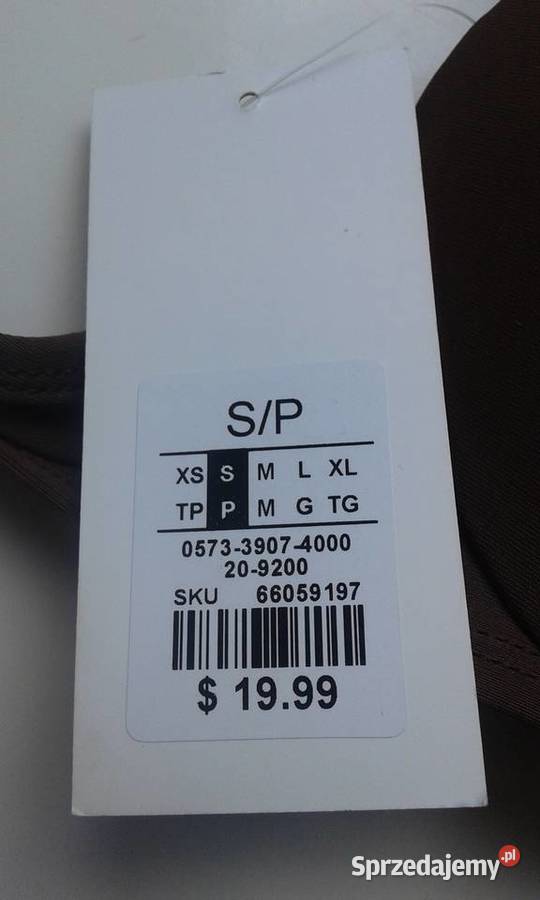 S/P
XS S M L XL
TP P M G TG
0573-3907-4000
20-9200
SKU 66059197
$ 19.99
Sprzedajemy.pl